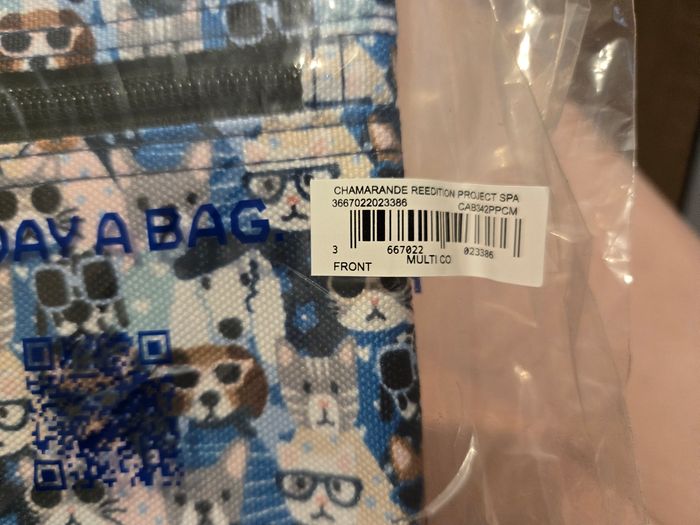 DAY A BAG.
CHAMARANDE REEDITION PROJECT SPA
3667022023386
CAB342PPCM
3 667022 023386
FRONT MULTI CO